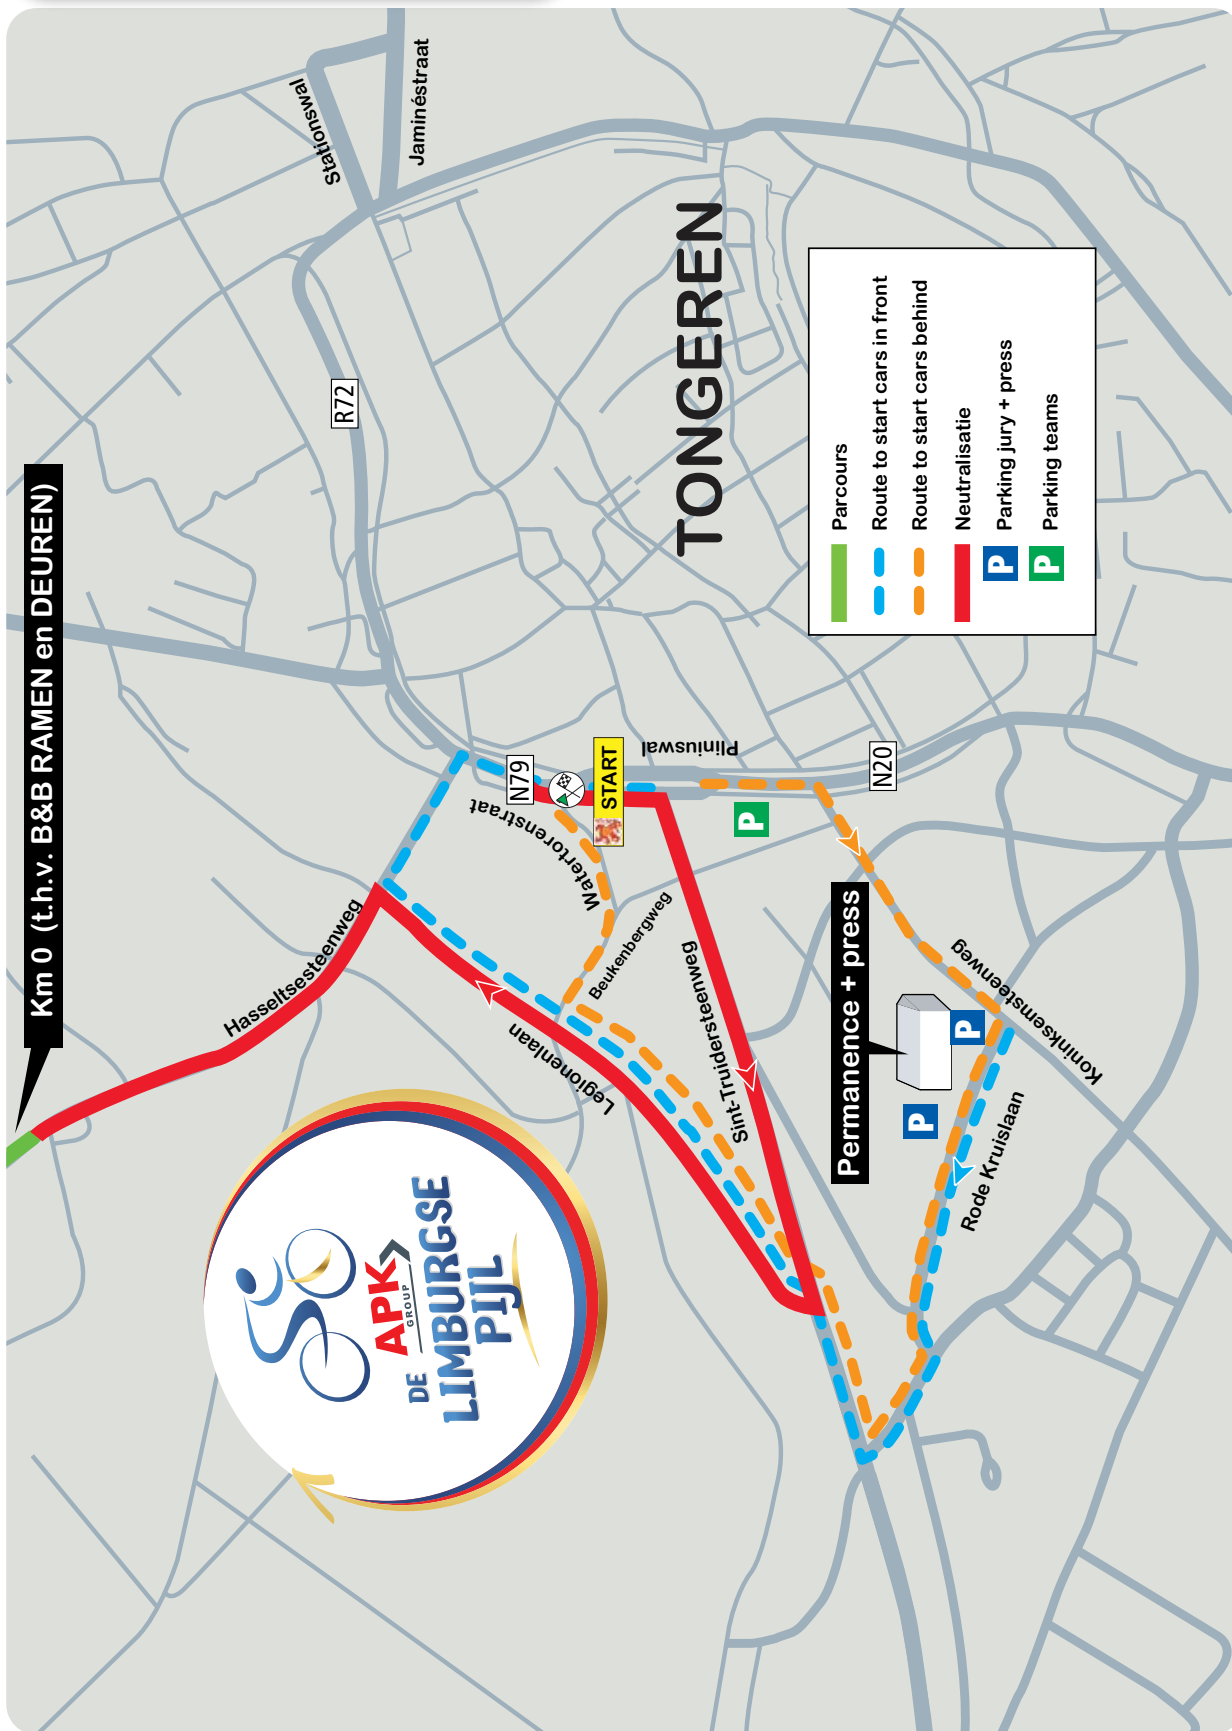 Km 0 (t.h.v. B&B RAMEN en DEUREN)
Stationswal
Jaminéstraat
R72
TONGEREN
Hasseltsesteenweg
N79
START
Watertorenstraat
Pliniuswal
N20
P
Beukenbergweg
Legionenlaan
Sint-Truidersteenweg
Permanence + press
P
P
Koninksemsteenweg
Rode Kruislaan
APK
GROUP
DE
LIMBURGSE
PIJL
Parcours
Route to start cars in front
Route to start cars behind
Neutralisatie
P Parking jury + press
P Parking teams